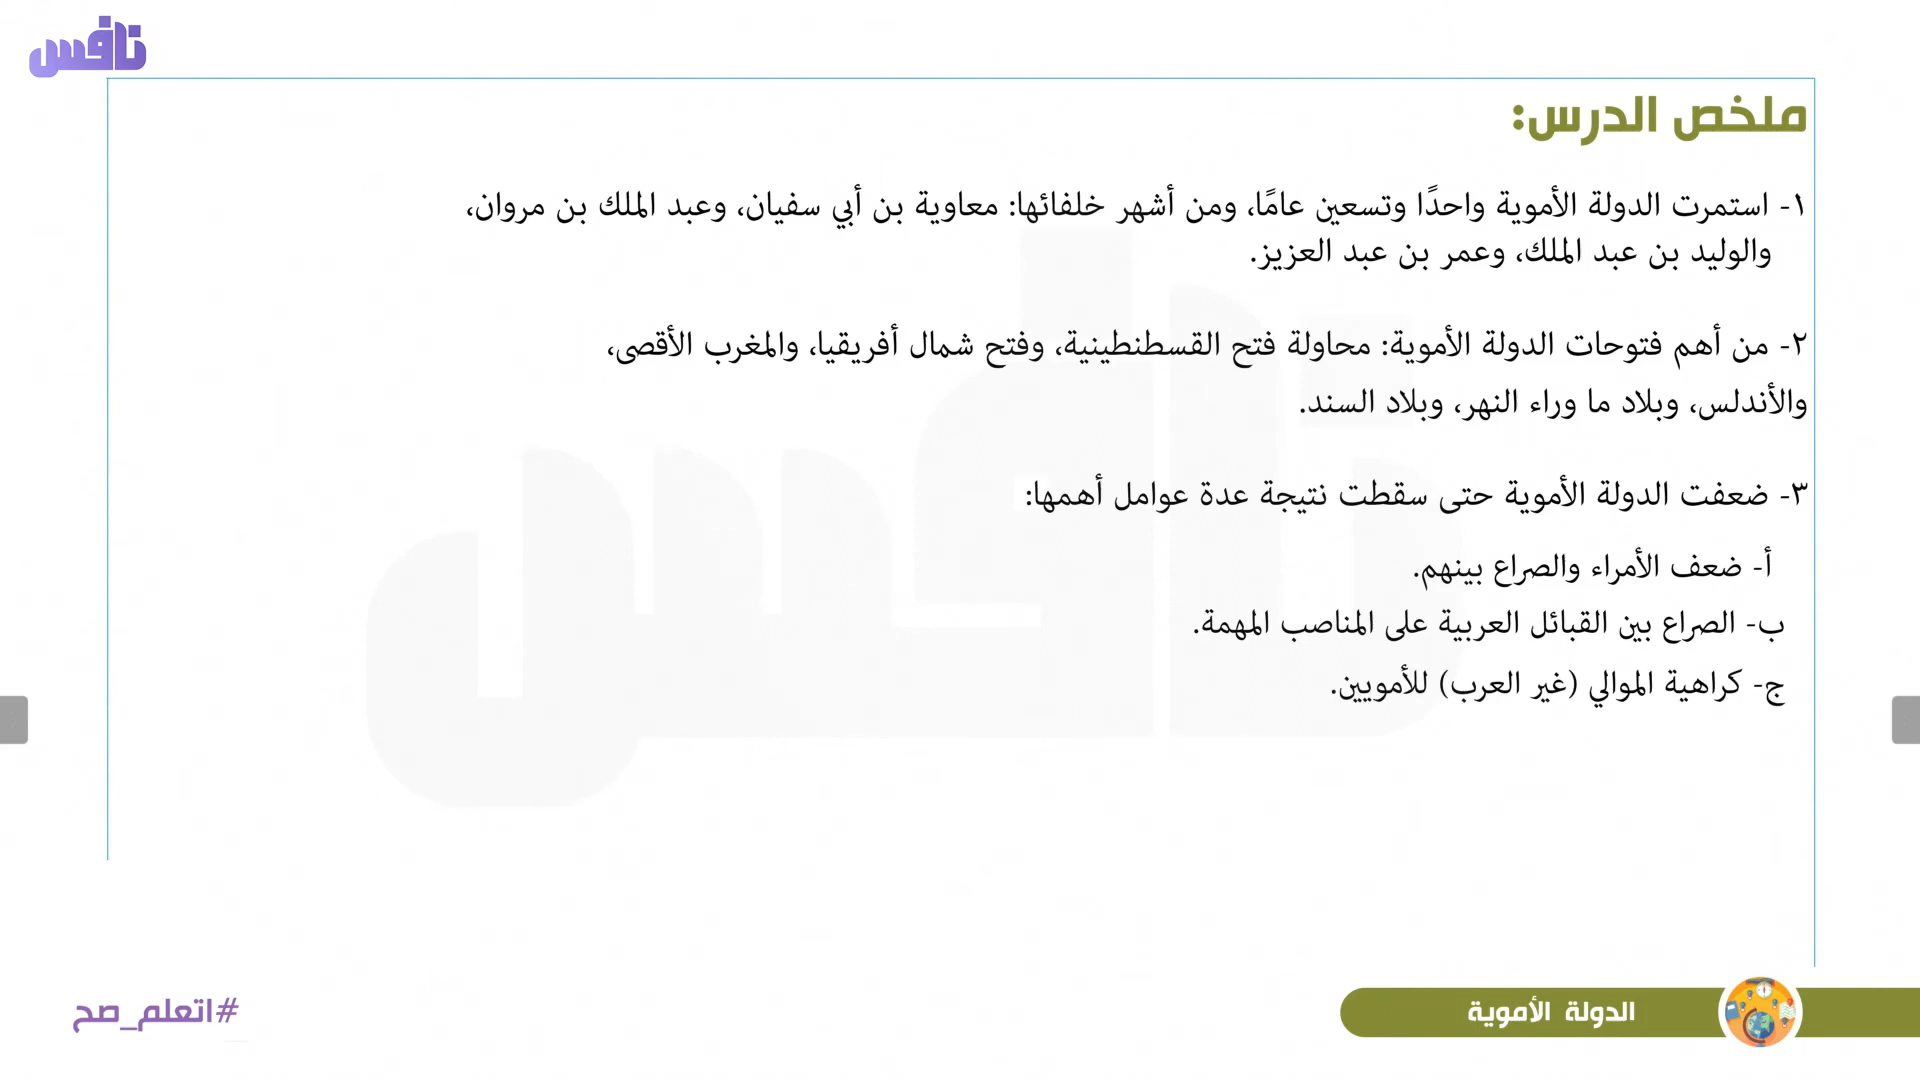 نافس
ملخص الدرس:
١- استمرت الدولة الأموية واحدًا وتسعين عامًا، ومن أشهر خلفائها: معاوية بن أبي سفيان، وعبد الملك بن مروان،
والوليد بن عبد الملك، وعمر بن عبد العزيز.
٢- من أهم فتوحات الدولة الأموية: محاولة فتح القسطنطينية، وفتح شمال أفريقيا، والمغرب الأقصى،
والأندلس، وبلاد ما وراء النهر، وبلاد السند.
٣- ضعفت الدولة الأموية حتى سقطت نتيجة عدة عوامل أهمها:
أ- ضعف الأمراء والصراع بينهم.
ب- الصراع بين القبائل العربية على المناصب المهمة.
ج- كراهية الموالي (غير العرب) للأمويين.
الدولة الأموية
#اتعلم_صح